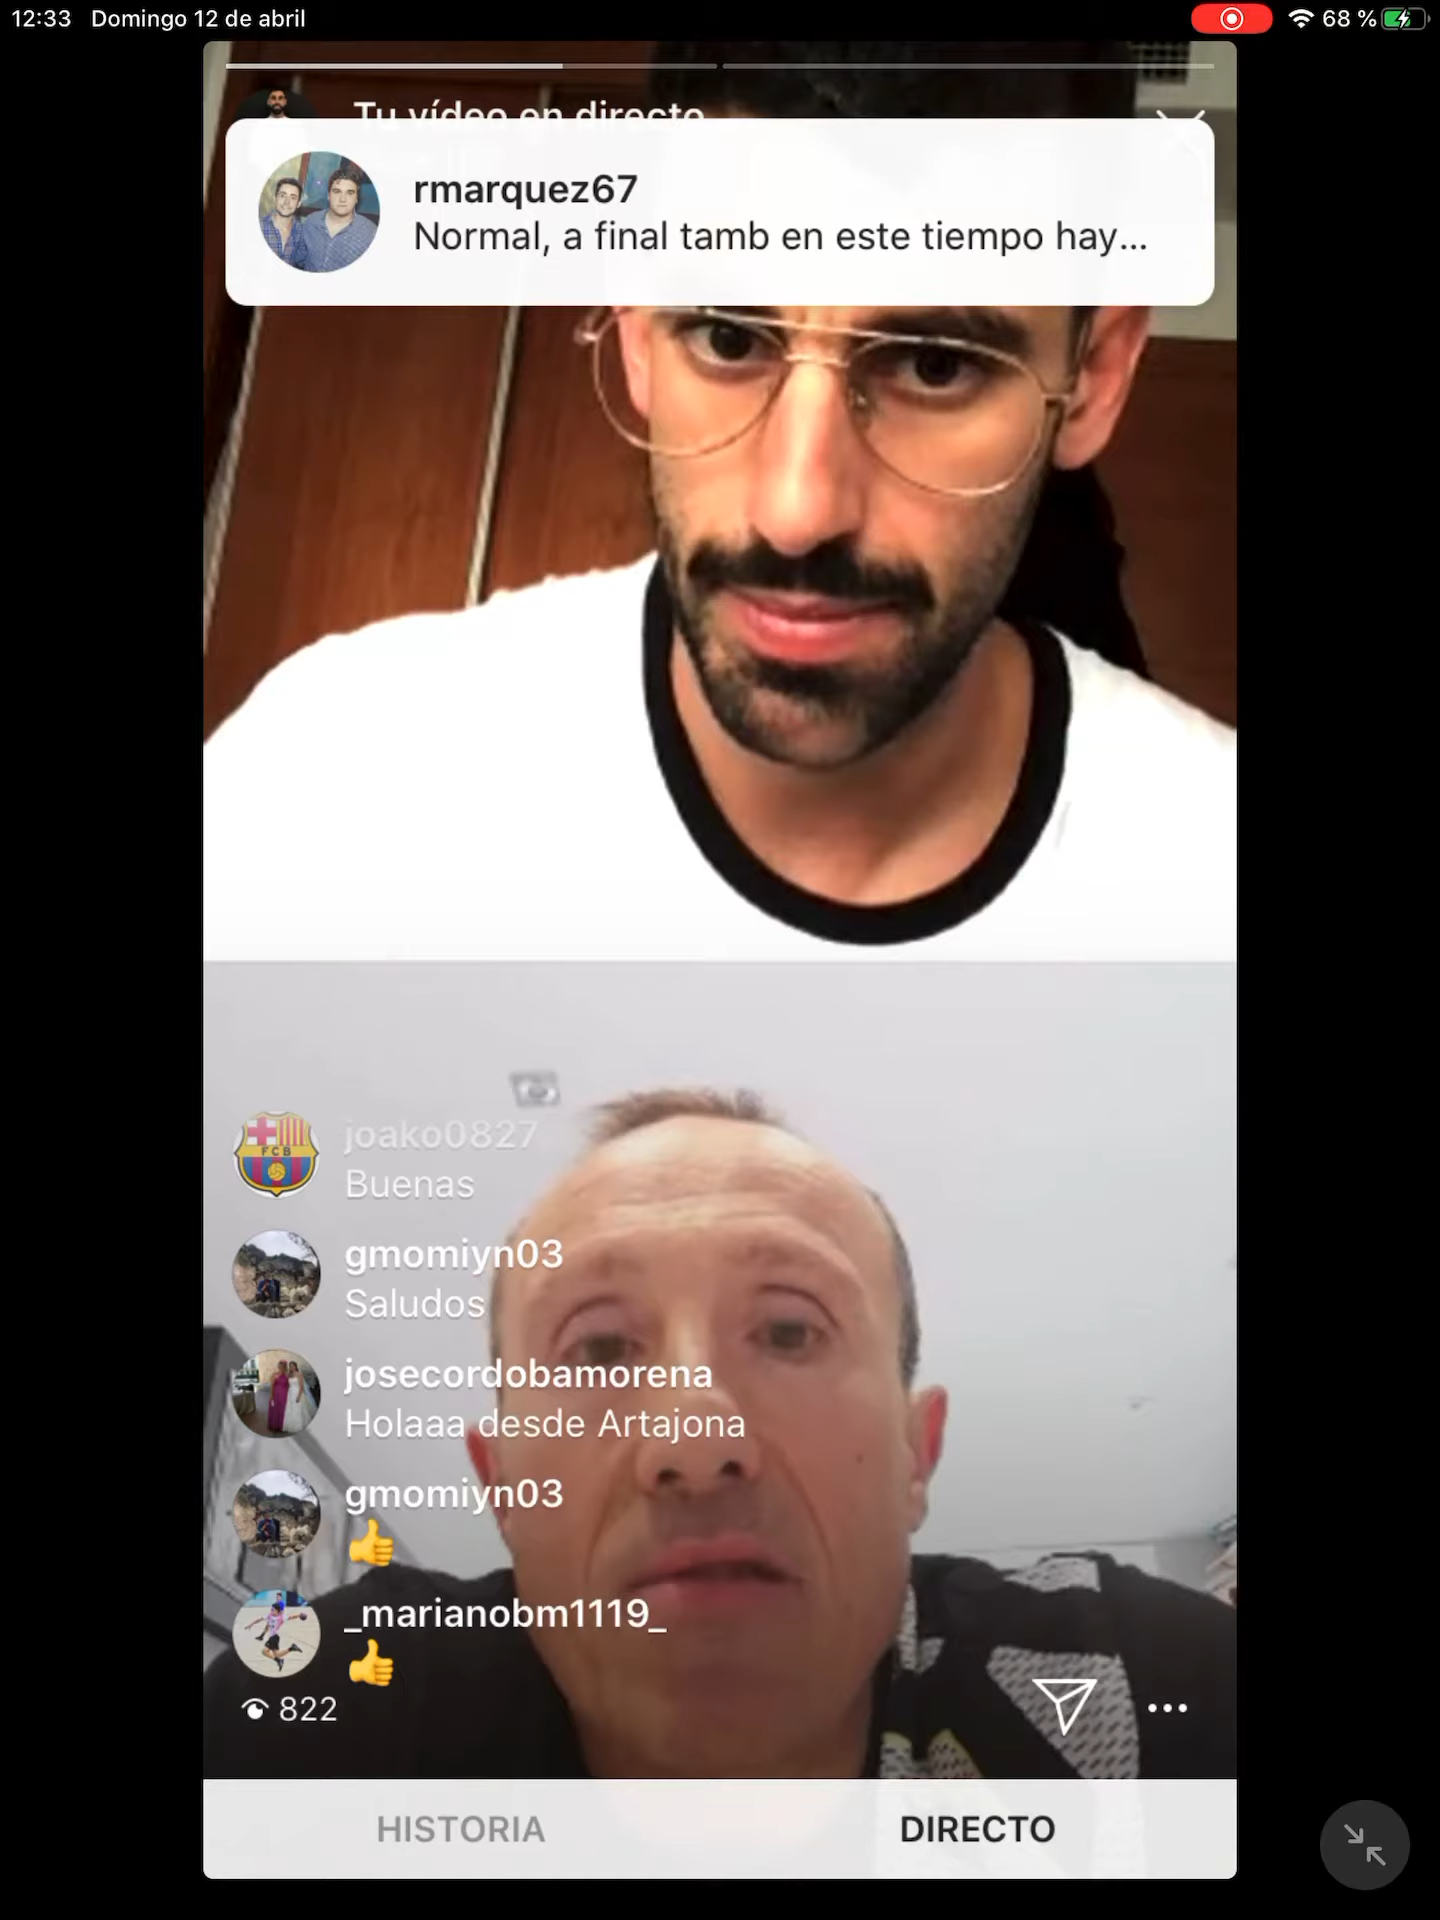 12:33 Domingo 12 de abril
68 %
Tu vídeo en directo
rmarquez67
Normal, a final tamb en este tiempo hay...
joako0827
FCB
Buenas
gmomiyn03
Saludos
josecordobamorena
Holaaa desde Artajona
gmomiyn03
👍
_marianobm1119_
👍
822
HISTORIA
DIRECTO